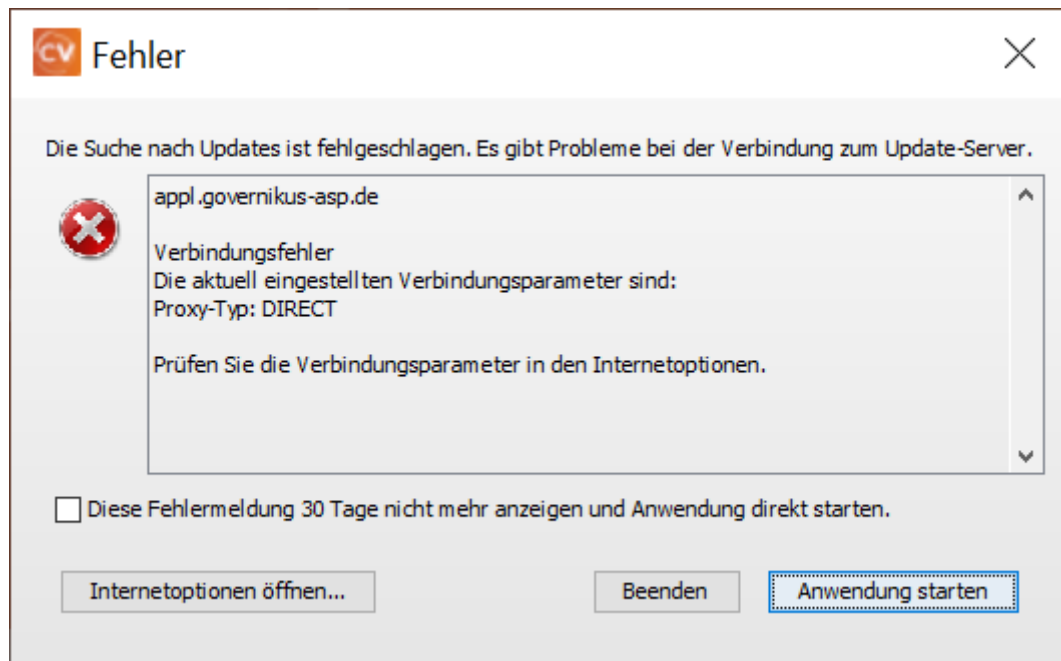 CV Fehler
Die Suche nach Updates ist fehlgeschlagen. Es gibt Probleme bei der Verbindung zum Update-Server.
appl.governikus-asp.de
Verbindungsfehler
Die aktuell eingestellten Verbindungsparameter sind:
Proxy-Typ: DIRECT
Prüfen Sie die Verbindungsparameter in den Internetoptionen.
Diese Fehlermeldung 30 Tage nicht mehr anzeigen und Anwendung direkt starten.
Internetoptionen öffnen... Beenden Anwendung starten